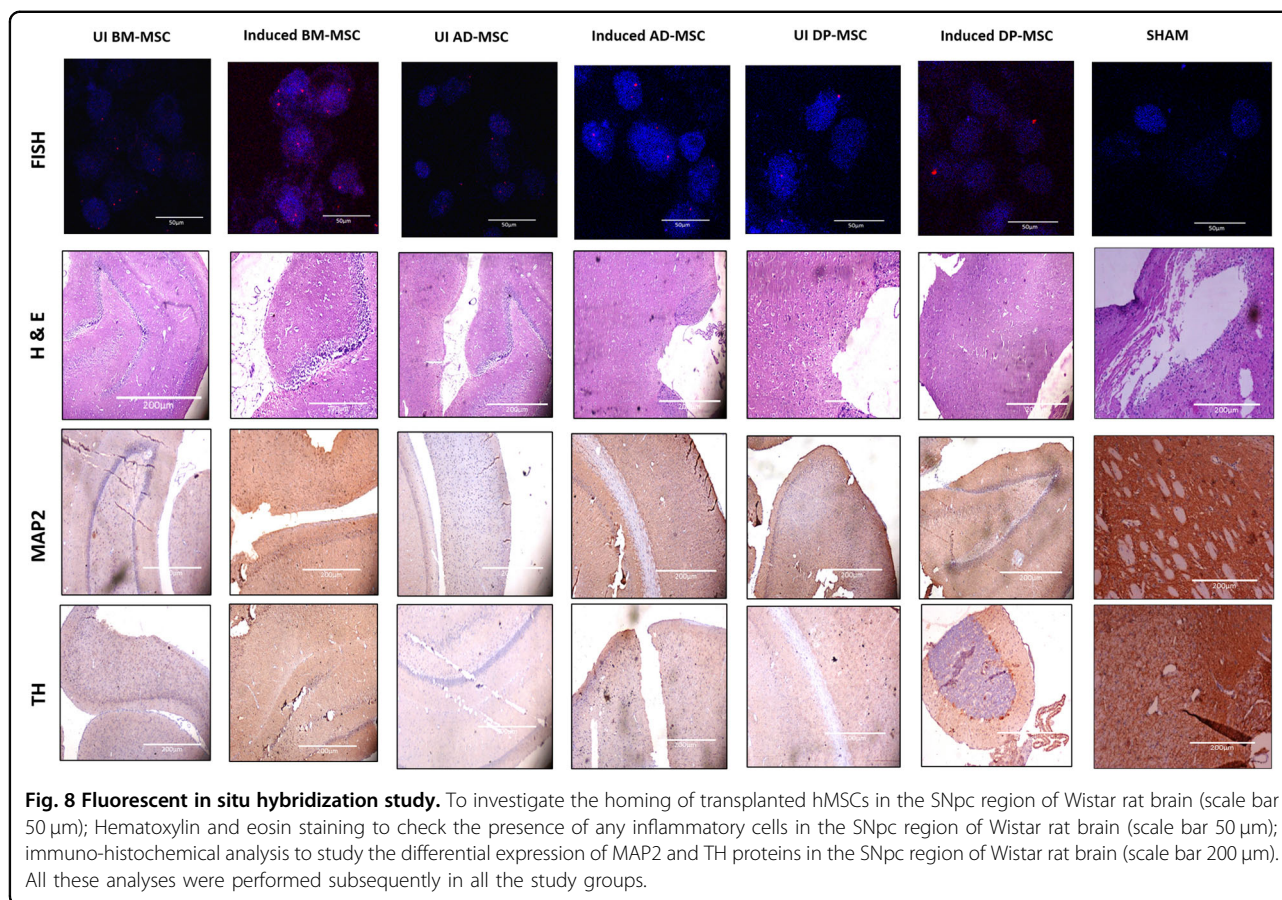 UI BM-MSC Induced BM-MSC UI AD-MSC Induced AD-MSC UI DP-MSC Induced DP-MSC SHAM
FISH
50μm 50μm 50μm 50μm 50μm 50μm 50μm
H & E
200μm 200μm
200μm
MAP2
200μm 200μm 200μm 200μm
TH
200μm 200μm 200μm
Fig. 8 Fluorescent in situ hybridization study. To investigate the homing of transplanted hMSCs in the SNpc region of Wistar rat brain (scale bar
50 μm); Hematoxylin and eosin staining to check the presence of any inflammatory cells in the SNpc region of Wistar rat brain (scale bar 50 μm);
immuno-histochemical analysis to study the differential expression of MAP2 and TH proteins in the SNpc region of Wistar rat brain (scale bar 200 μm).
All these analyses were performed subsequently in all the study groups.